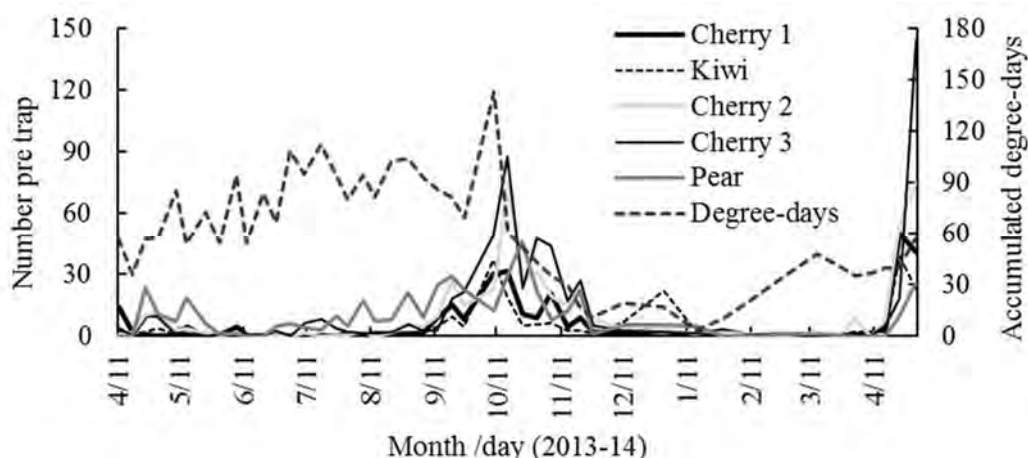 150
120
90
60
30
0
Number pre trap
Cherry 1
Kiwi
Cherry 2
Cherry 3
Pear
Degree-days
180
150
120
90
60
30
0
Accumulated degree-days
4/11
5/11
6/11
7/11
8/11
9/11
10/11
11/11
12/11
1/11
2/11
3/11
4/11
Month /day (2013-14)